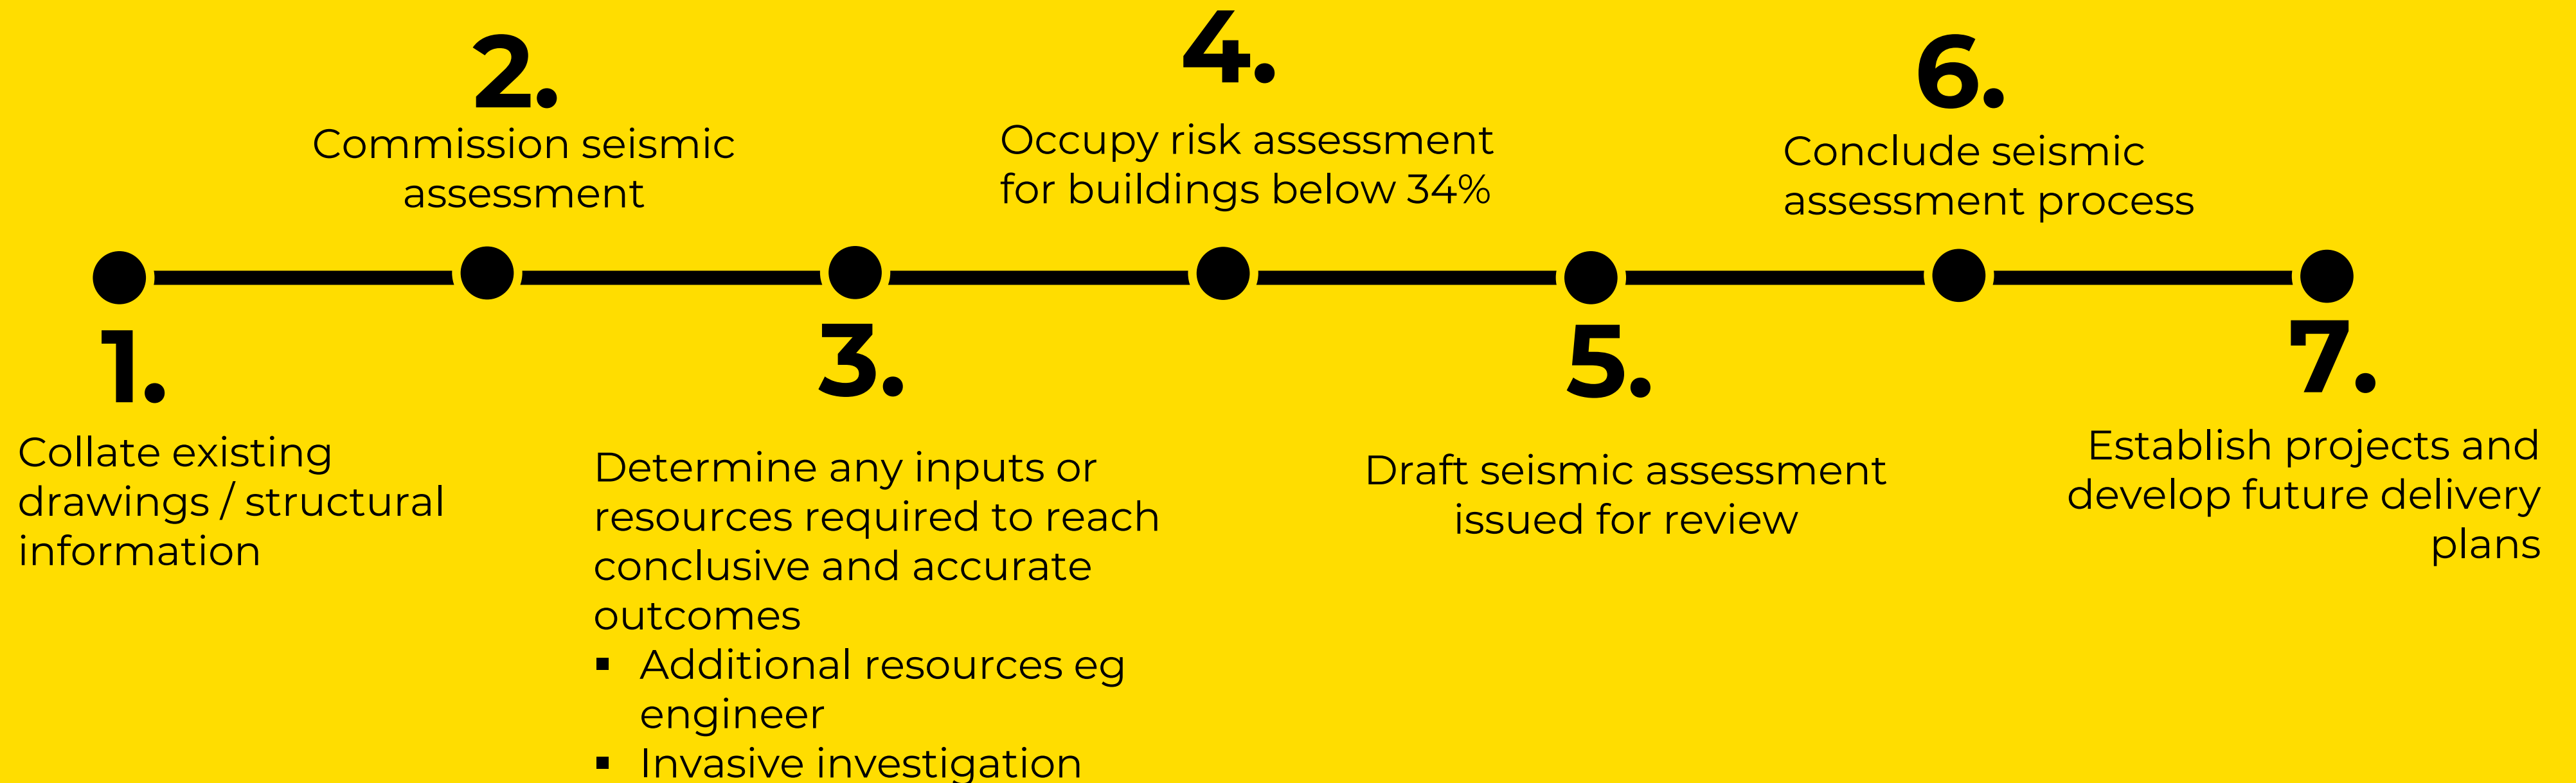 1.
Collate existing
drawings / structural
information
2.
Commission seismic
assessment
3.
Determine any inputs or
resources required to reach
conclusive and accurate
outcomes
▪ Additional resources eg
engineer
▪ Invasive investigation
4.
Occupy risk assessment
for buildings below 34%
5.
Draft seismic assessment
issued for review
6.
Conclude seismic
assessment process
7.
Establish projects and
develop future delivery
plans